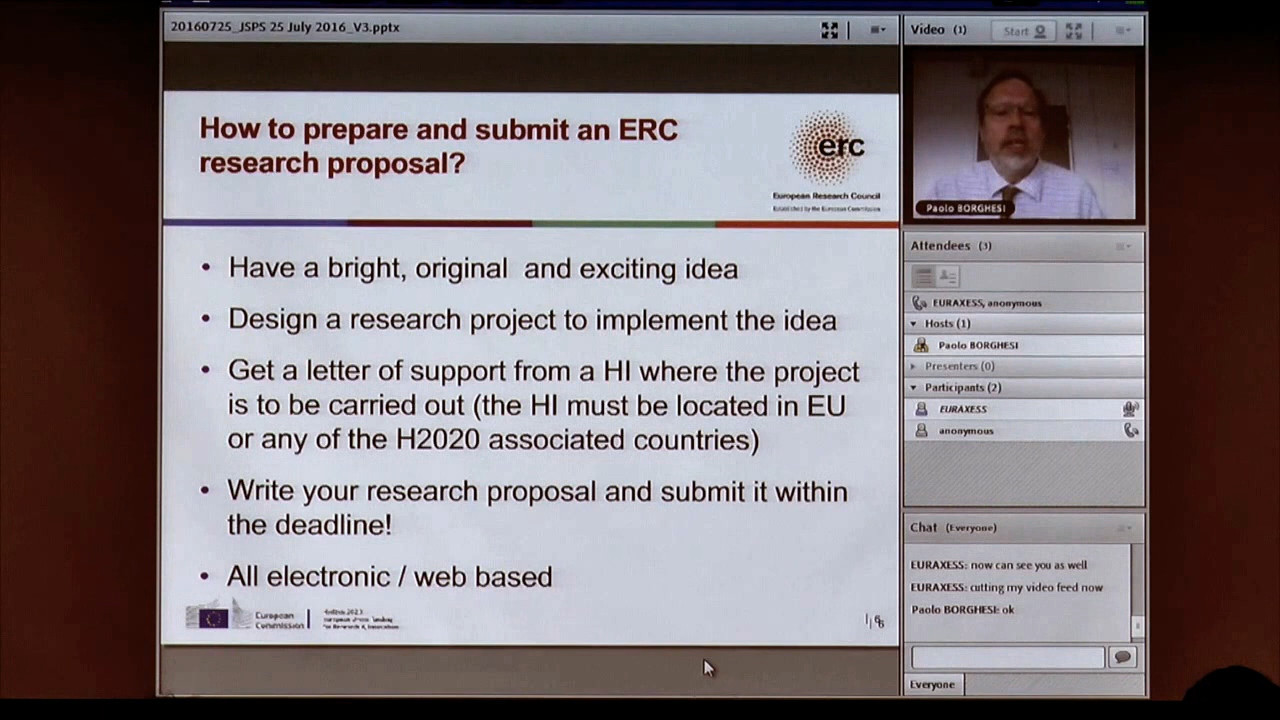 20160725_JSPS 25 July 2016_V3.pptx
How to prepare and submit an ERC
research proposal?
erc
European Research Council
Established by the European Commission
• Have a bright, original and exciting idea
• Design a research project to implement the idea
• Get a letter of support from a HI where the project
is to be carried out (the HI must be located in EU
or any of the H2020 associated countries)
• Write your research proposal and submit it within
the deadline!
• All electronic / web based
European
Commission
Video (1)
Start
Paolo BORGHESI
Attendees (3)
EURAXESS, anonymous
Hosts (1)
Paolo BORGHESI
Presenters (0)
Participants (2)
EURAXESS
anonymous
Chat (Everyone)
EURAXESS: now can see you as well
EURAXESS: cutting my video feed now
Paolo BORGHESI: ok
Everyone